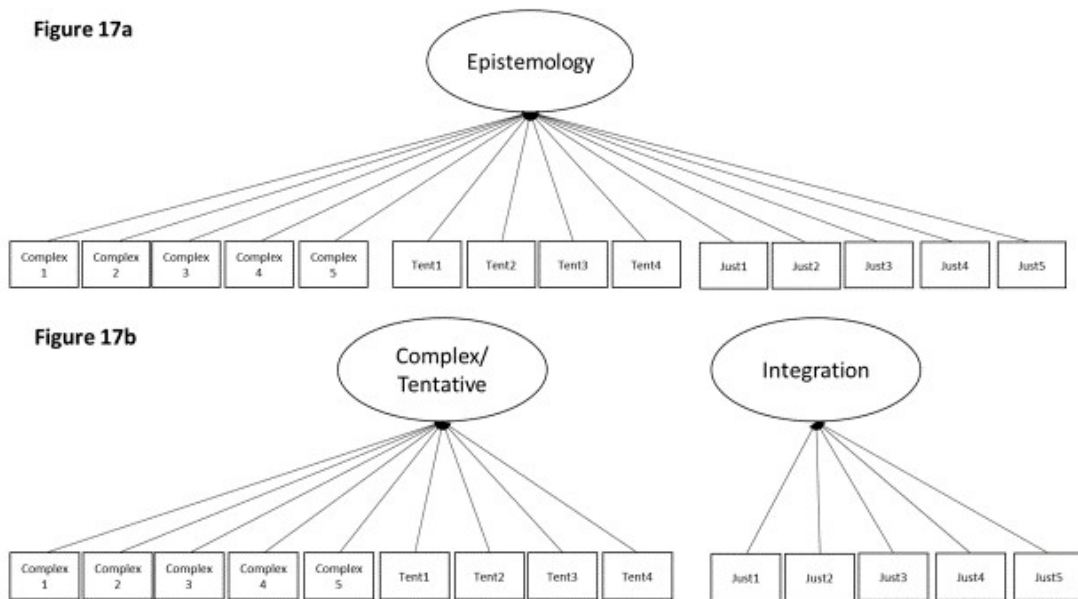 Figure 17a
Epistemology
Complex
1
Complex
2
Complex
3
Complex
4
Complex
5
Tent1
Tent2
Tent3
Tent4
Just1
Just2
Just3
Just4
Just5
Figure 17b
Complex/
Tentative
Integration
Complex
1
Complex
2
Complex
3
Complex
4
Complex
5
Tent1
Tent2
Tent3
Tent4
Just1
Just2
Just3
Just4
Just5